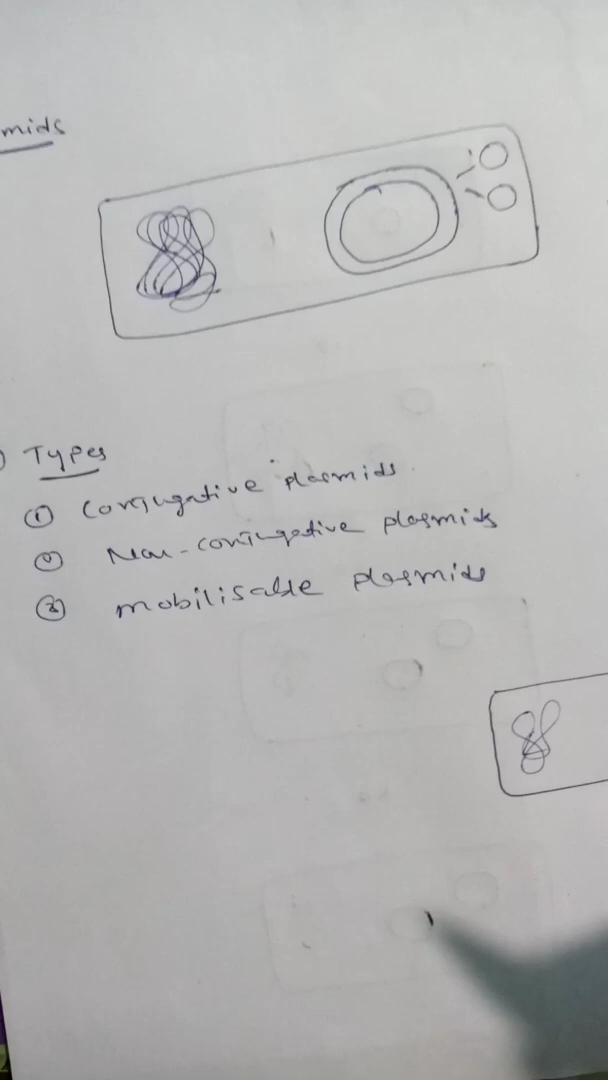 mids
Types
① Conjugative plasmids
② Non-conjugative plasmids
③ mobilisable plasmids